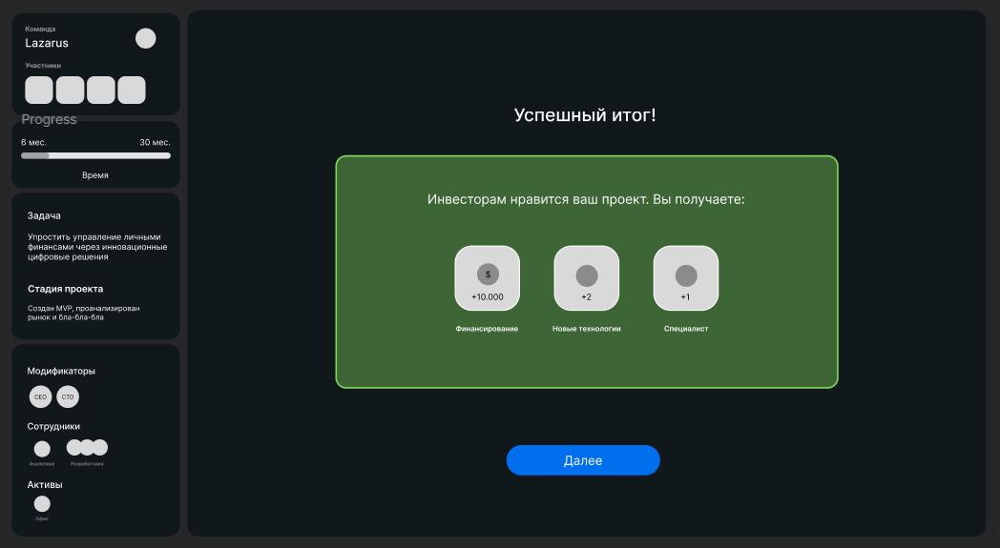 Команда
Lazarus
Участники
Progress
6 мес.
30 мес.
Время
Задача
Упростить управление личными
финансами через инновационные
цифровые решения
Стадия проекта
Создан MVP, проанализирован
рынок и бла-бла-бла
Модификаторы
CEO
CTO
Сотрудники
Аналитики
Разработчики
Активы
Офис
Успешный итог!
Инвесторам нравится ваш проект. Вы получаете:
$
+10.000
+2
+1
Финансирование
Новые технологии
Специалист
Далее